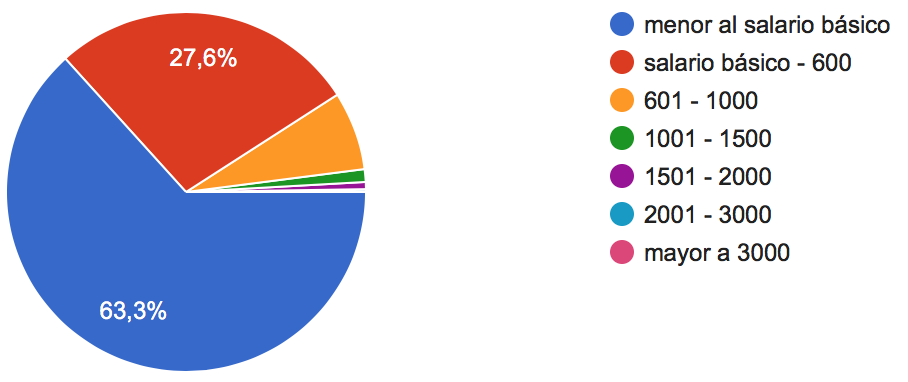 27,6%
63,3%
menor al salario básico
salario básico - 600
601 - 1000
1001 - 1500
1501 - 2000
2001 - 3000
mayor a 3000